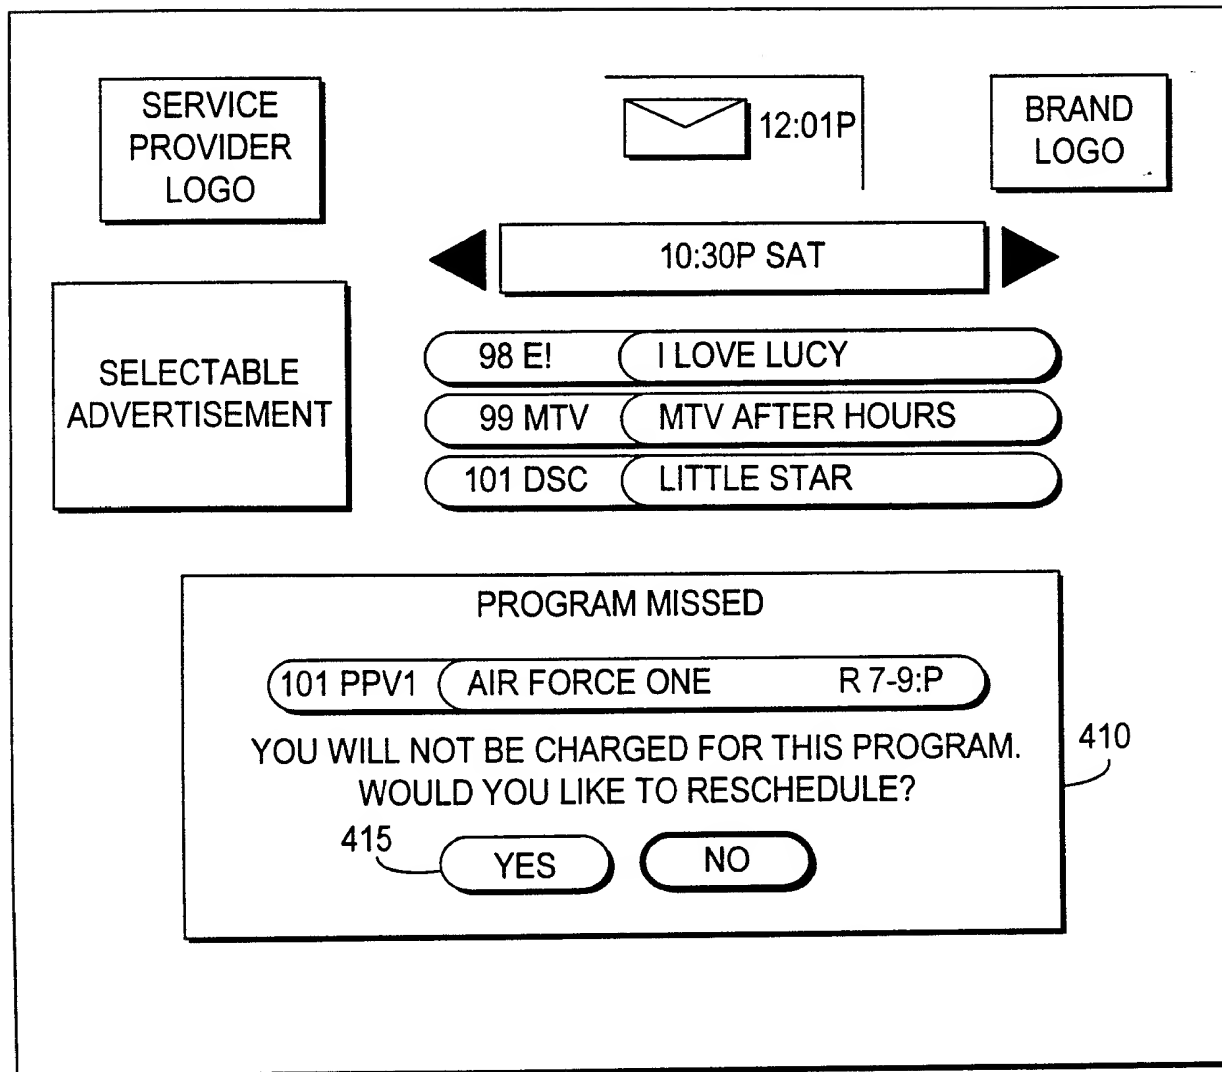 SERVICE
PROVIDER
LOGO
12:01P
BRAND
LOGO
10:30P SAT
SELECTABLE
ADVERTISEMENT
98 E! I LOVE LUCY
99 MTV MTV AFTER HOURS
101 DSC LITTLE STAR
PROGRAM MISSED
101 PPV1 AIR FORCE ONE R 7-9:P
YOU WILL NOT BE CHARGED FOR THIS PROGRAM.
WOULD YOU LIKE TO RESCHEDULE?
410
415
YES NO